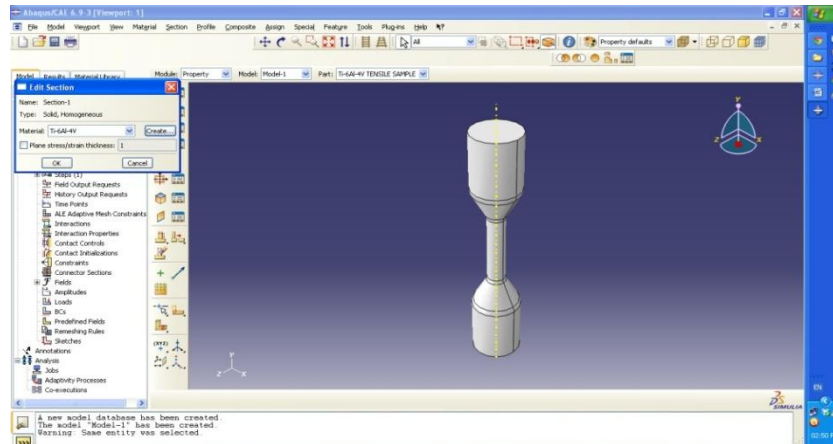 Abaqus/CAE 6.9-3 [Viewport: 1]
File Model Viewport View Material Section Profile Composite Assign Special Feature Tools Plug-ins Help
All
Property defaults
Model Results Material Library
Module: Property Model: Model-1 Part: Ti-6Al-4V TENSILE SAMPLE
Edit Section
Name: Section-1
Type: Solid, Homogeneous
Material: Ti-6Al-4V Create...
Plane stress/strain thickness: 1
OK Cancel
Steps (1)
Field Output Requests
History Output Requests
Time Points
ALE Adaptive Mesh Constraints
Interactions
Interaction Properties
Contact Controls
Contact Initializations
Constraints
Connector Sections
Fields
Amplitudes
Loads
BCs
Predefined Fields
Remeshing Rules
Sketches
Annotations
Analysis
Jobs
Adaptivity Processes
Co-executions
Y
X
Z
Y
Z X
SIMULIA
A new model database has been created.
The model "Model-1" has been created.
Warning: Same entity was selected.
EN
02:50